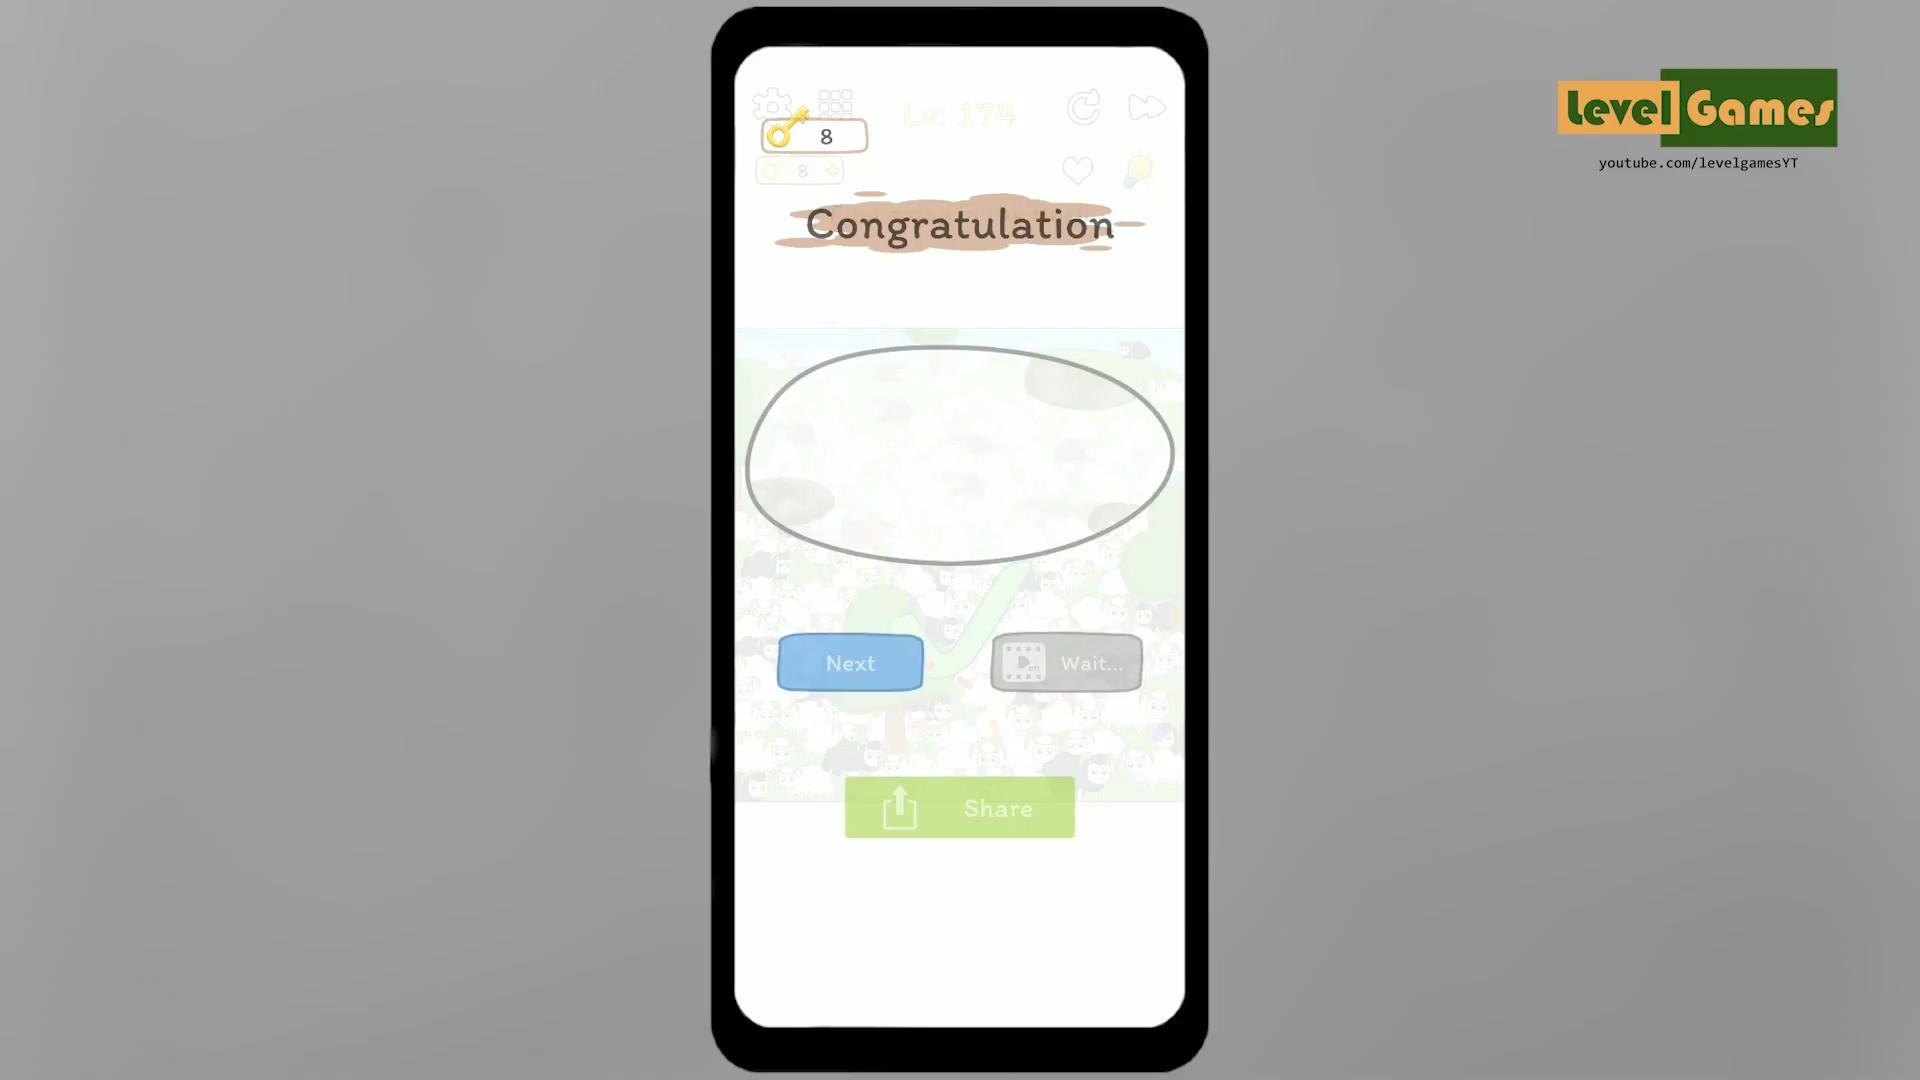 Level Games
youtube.com/levelgamesYT
Lv: 174
8
8
Congratulation
Next
Wait...
Share